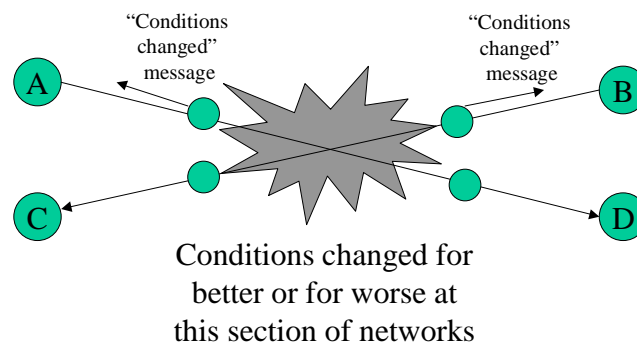 “Conditions
changed”
message
“Conditions
changed”
message
A
B
C
D
Conditions changed for
better or for worse at
this section of networks